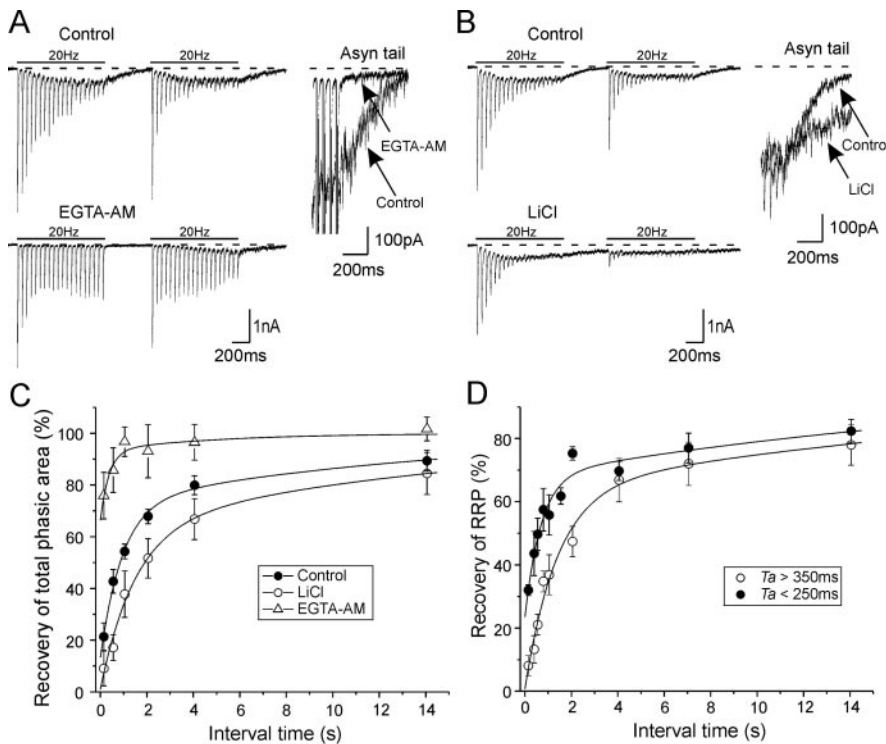 A
Control
20Hz 20Hz
Asyn tail
EGTA-AM
Control
100pA
200ms
EGTA-AM
20Hz 20Hz
1nA
200ms
B
Control
20Hz 20Hz
Asyn tail
Contro
LiCl
100pA
200ms
LiCl
20Hz 20Hz
1nA
200ms
C
Recovery of total phasic area (%)
100
80
60
40
20
0
Control
LiCl
EGTA-AM
0 2 4 6 8 10 12 14
Interval time (s)
D
Recovery of RRP (%)
80
60
40
20
0
Ta > 350ms
Ta < 250ms
0 2 4 6 8 10 12 14
Interval time (s)